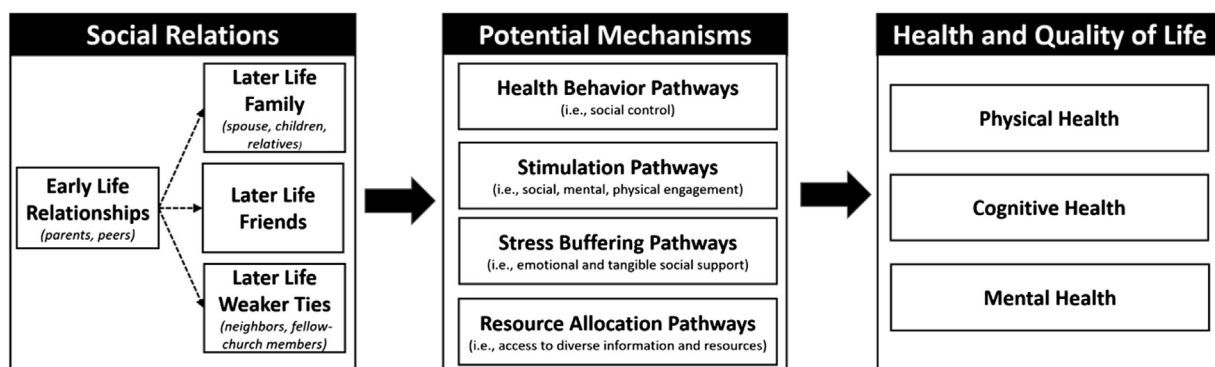 Social Relations
Early Life
Relationships
(parents, peers)
Later Life
Family
(spouse, children,
relatives)
Later Life
Friends
Later Life
Weaker Ties
(neighbors, fellow-
church members)
Potential Mechanisms
Health Behavior Pathways
(i.e., social control)
Stimulation Pathways
(i.e., social, mental, physical engagement)
Stress Buffering Pathways
(i.e., emotional and tangible social support)
Resource Allocation Pathways
(i.e., access to diverse information and resources)
Health and Quality of Life
Physical Health
Cognitive Health
Mental Health